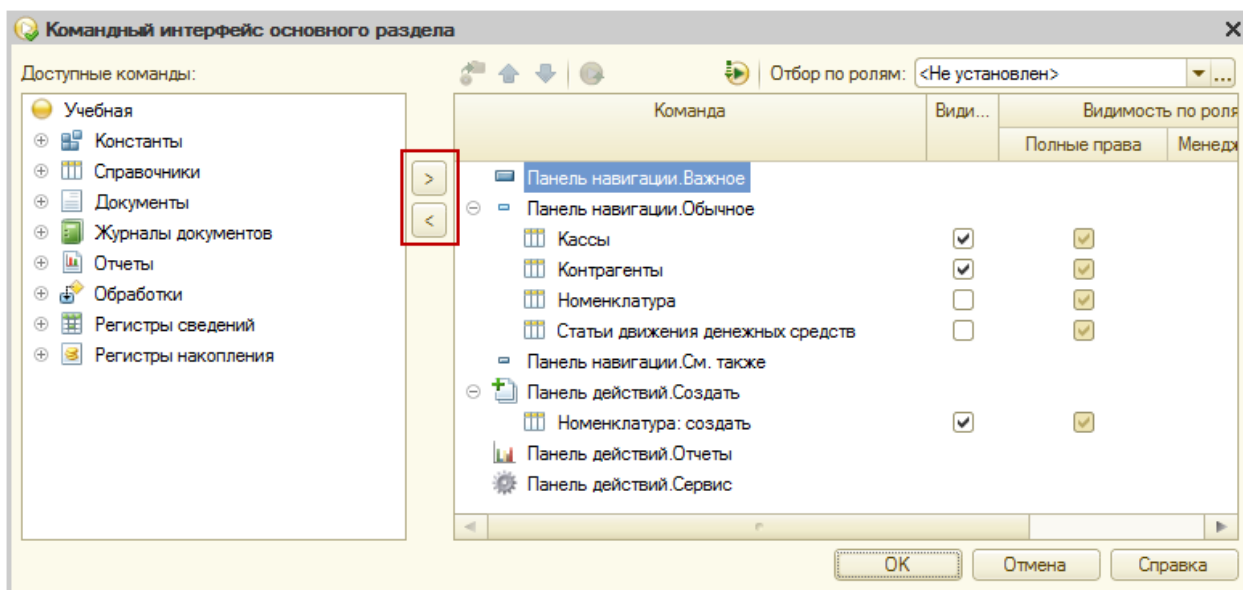 Командный интерфейс основного раздела
Доступные команды:
Отбор по ролям: <Не установлен> ...
Учебная
Константы
Справочники
Документы
Журналы документов
Отчеты
Обработки
Регистры сведений
Регистры накопления
>
<
Команда Види... Видимость по роля
Полные права Менедж
Панель навигации.Важное
Панель навигации.Обычное
Кассы
Контрагенты
Номенклатура
Статьи движения денежных средств
Панель навигации.См. также
Панель действий.Создать
Номенклатура: создать
Панель действий.Отчеты
Панель действий.Сервис
OK Отмена Справка